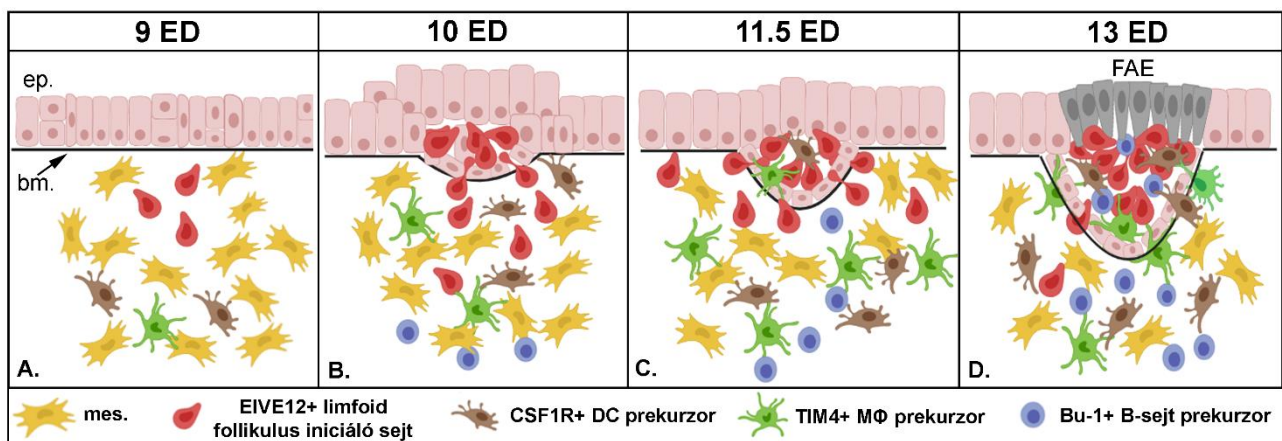 9 ED
10 ED
11.5 ED
13 ED
ep.
FAE
bm.
A.
B.
C.
D.
mes.
EIVE12+ limfoid
follikulus iniciáló sejt
CSF1R+ DC prekurzor
TIM4+ MΦ prekurzor
Bu-1+ B-sejt prekurzor